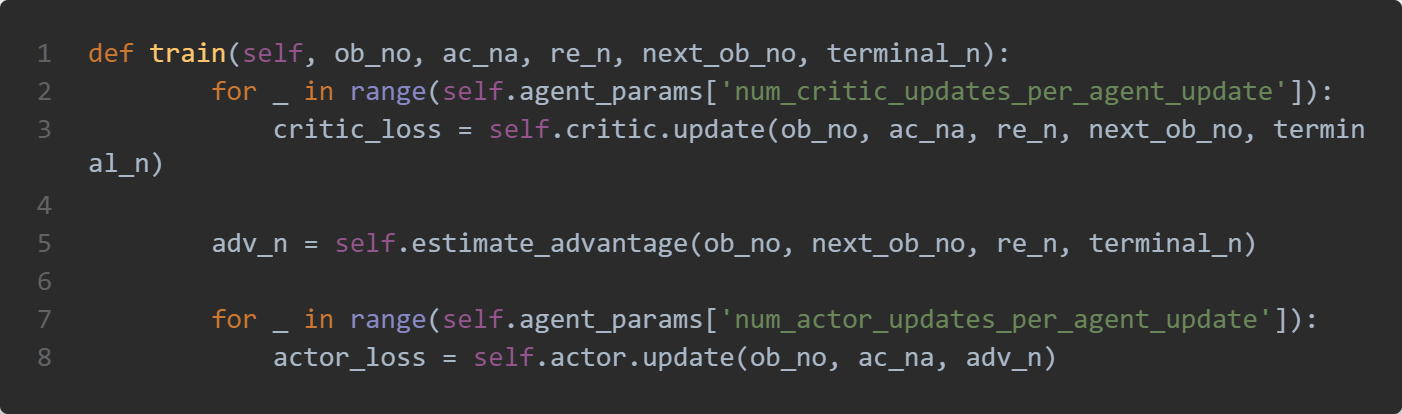 1 def train(self, ob_no, ac_na, re_n, next_ob_no, terminal_n):
2         for _ in range(self.agent_params['num_critic_updates_per_agent_update']):
3             critic_loss = self.critic.update(ob_no, ac_na, re_n, next_ob_no, termin
al_n)
4
5         adv_n = self.estimate_advantage(ob_no, next_ob_no, re_n, terminal_n)
6
7         for _ in range(self.agent_params['num_actor_updates_per_agent_update']):
8             actor_loss = self.actor.update(ob_no, ac_na, adv_n)